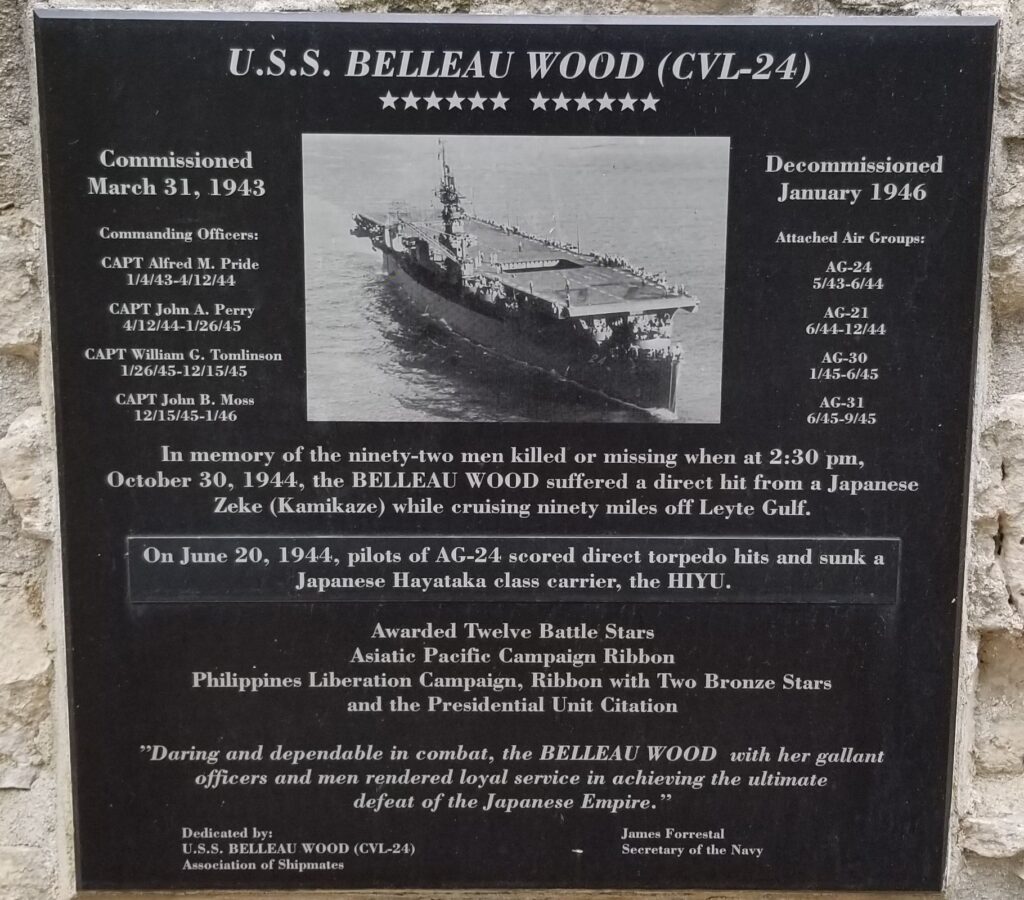 U.S.S. BELLEAU WOOD (CVL-24)
★★★★★★ ★★★★★★
Commissioned
March 31, 1943
Commanding Officers:
CAPT Alfred M. Pride
1/4/43-4/12/44
CAPT John A. Perry
4/12/44-1/26/45
CAPT William G. Tomlinson
1/26/45-12/15/45
CAPT John B. Moss
12/15/45-1/46
Decommissioned
January 1946
Attached Air Groups:
AG-24
5/43-6/44
AG-21
6/44-12/44
AG-30
1/45-6/45
AG-31
6/45-9/45
In memory of the ninety-two men killed or missing when at 2:30 pm,
October 30, 1944, the BELLEAU WOOD suffered a direct hit from a Japanese
Zeke (Kamikaze) while cruising ninety miles off Leyte Gulf.
On June 20, 1944, pilots of AG-24 scored direct torpedo hits and sunk a
Japanese Hayataka class carrier, the HIYU.
Awarded Twelve Battle Stars
Asiatic Pacific Campaign Ribbon
Philippines Liberation Campaign, Ribbon with Two Bronze Stars
and the Presidential Unit Citation
"Daring and dependable in combat, the BELLEAU WOOD with her gallant
officers and men rendered loyal service in achieving the ultimate
defeat of the Japanese Empire."
Dedicated by:
U.S.S. BELLEAU WOOD (CVL-24)
Association of Shipmates
James Forrestal
Secretary of the Navy